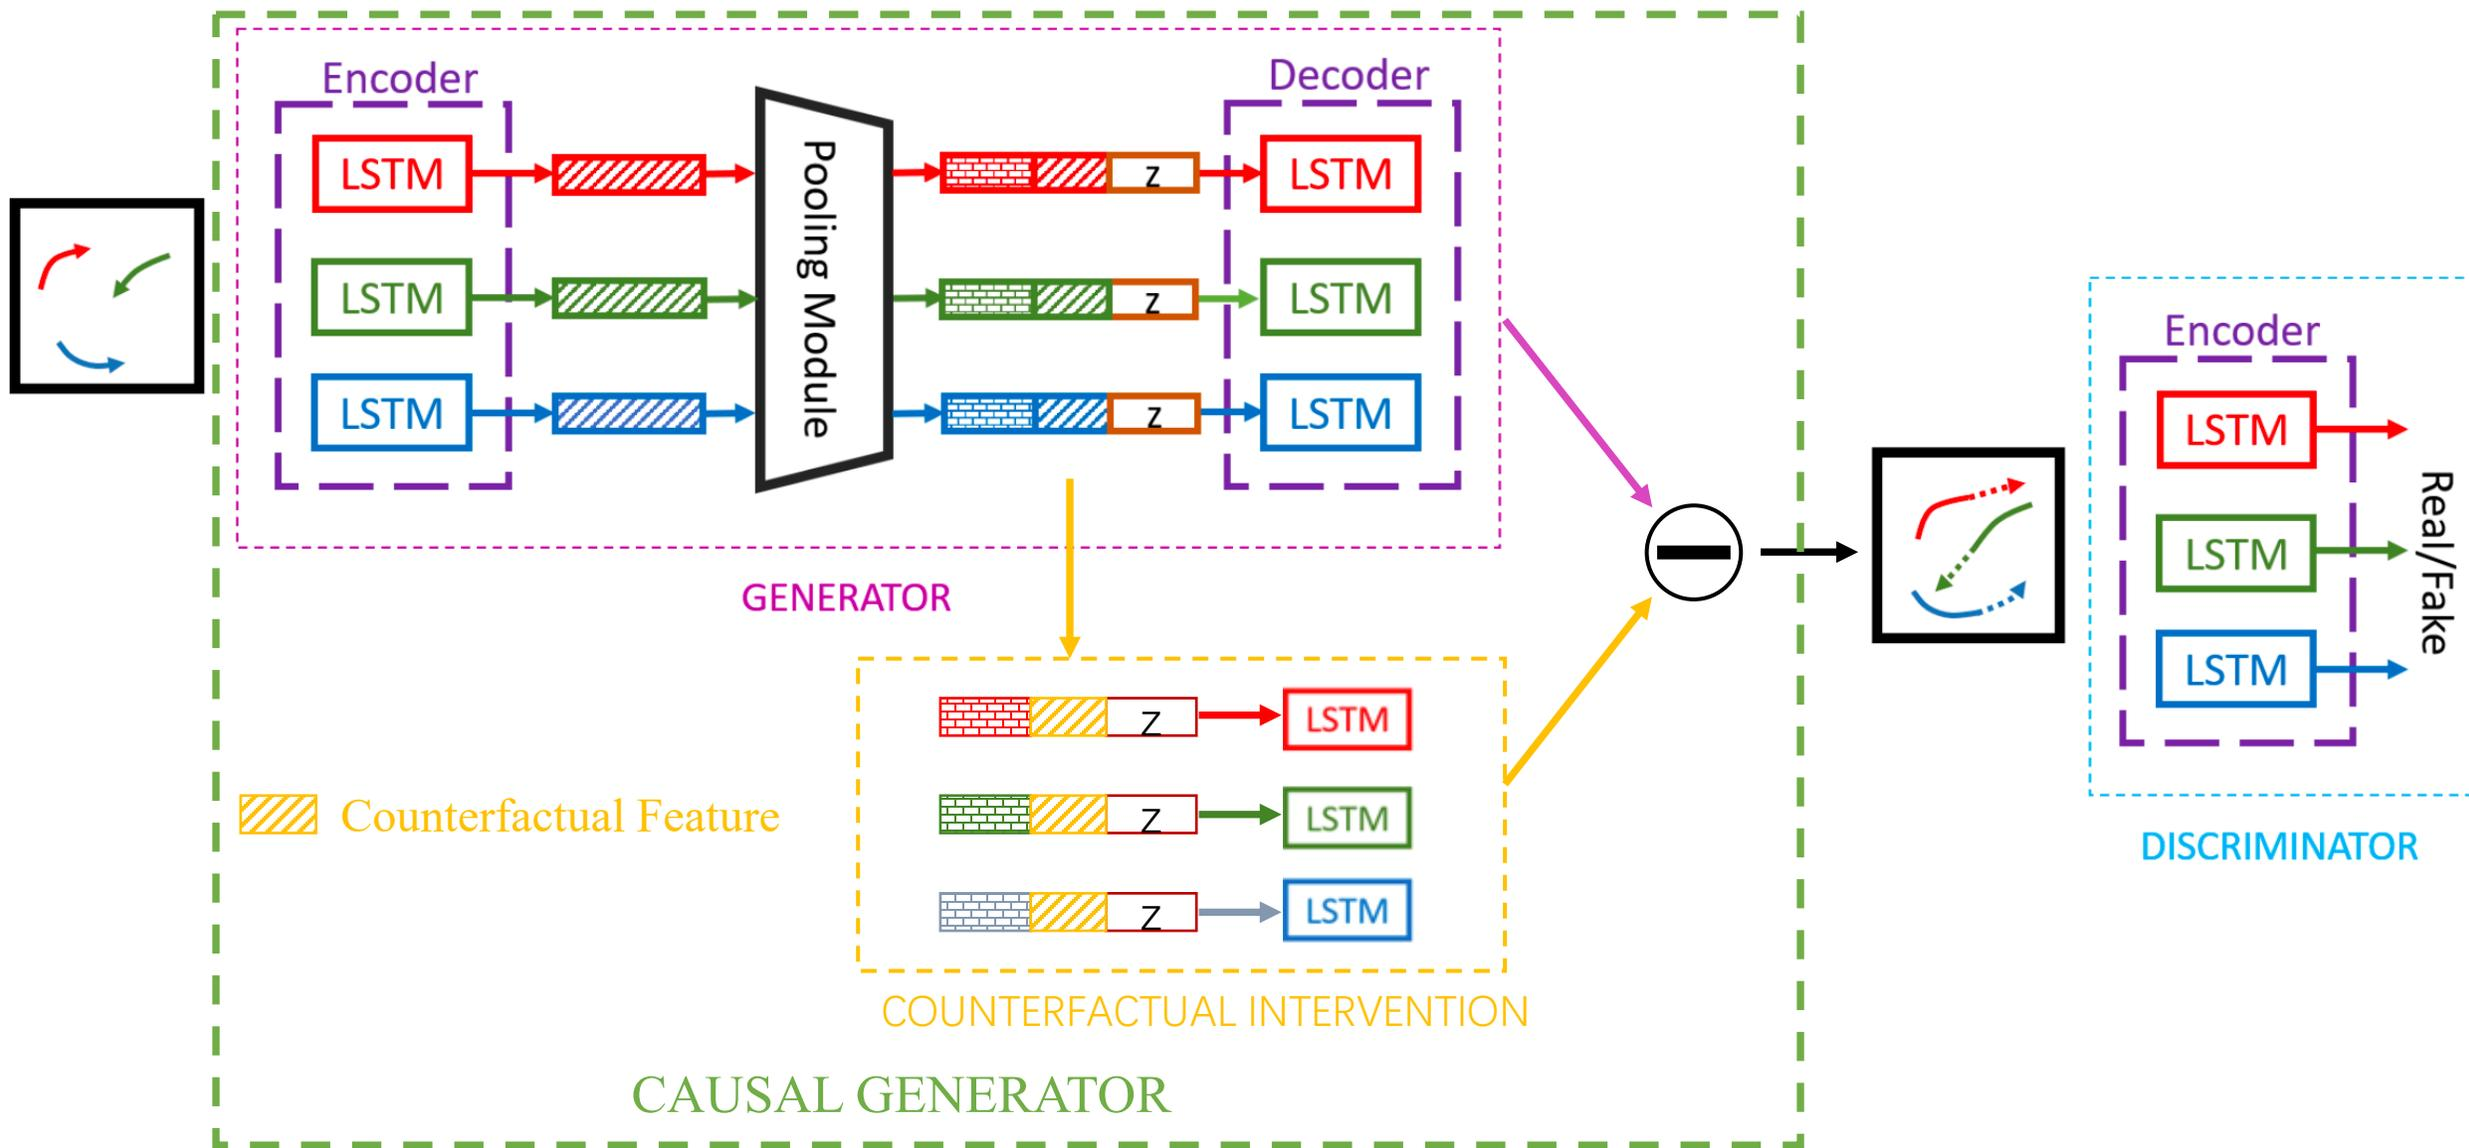 Encoder
Decoder
LSTM
z
LSTM
LSTM
z
LSTM
LSTM
z
LSTM
Pooling Module
GENERATOR
Z
LSTM
Z
LSTM
Z
LSTM
Counterfactual Feature
COUNTERFACTUAL INTERVENTION
CAUSAL GENERATOR
Encoder
LSTM
LSTM
LSTM
Real/Fake
DISCRIMINATOR